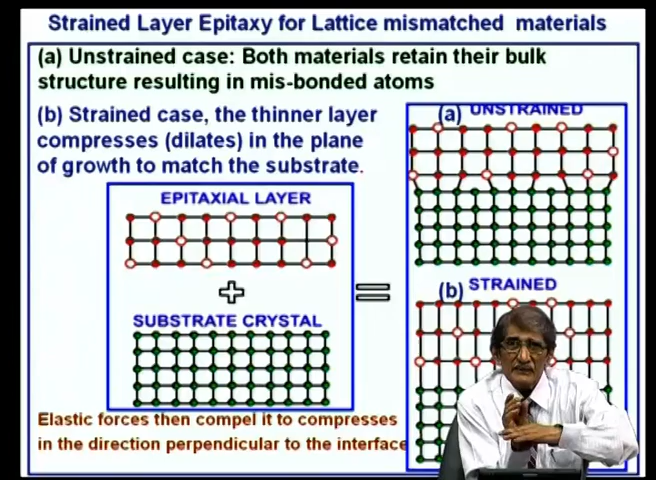 Strained Layer Epitaxy for Lattice mismatched materials
(a) Unstrained case: Both materials retain their bulk
structure resulting in mis-bonded atoms
(b) Strained case, the thinner layer
compresses (dilates) in the plane
of growth to match the substrate.
EPITAXIAL LAYER
SUBSTRATE CRYSTAL
(a) UNSTRAINED
(b) STRAINED
Elastic forces then compel it to compresses
in the direction perpendicular to the interface